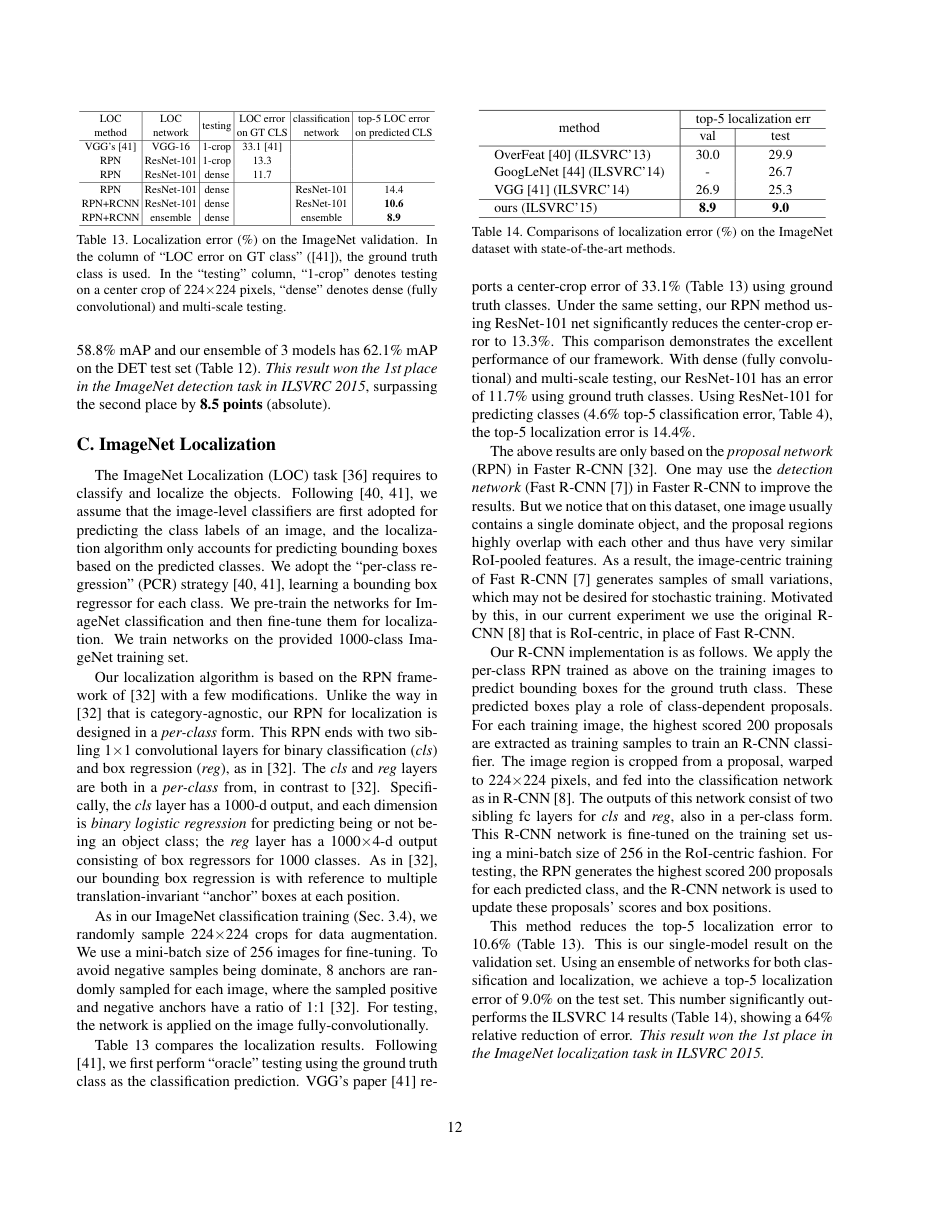 LOC LOC testing LOC error classification top-5 LOC error
method network on GT CLS network on predicted CLS
VGG's [41] VGG-16 1-crop 33.1 [41]
RPN ResNet-101 1-crop 13.3
RPN ResNet-101 dense 11.7
RPN ResNet-101 dense ResNet-101 14.4
RPN+RCNN ResNet-101 dense ResNet-101 10.6
RPN+RCNN ensemble dense ensemble 8.9
Table 13. Localization error (%) on the ImageNet validation. In
the column of “LOC error on GT class” ([41]), the ground truth
class is used. In the “testing” column, “1-crop” denotes testing
on a center crop of 224×224 pixels, “dense” denotes dense (fully
convolutional) and multi-scale testing.
58.8% mAP and our ensemble of 3 models has 62.1% mAP
on the DET test set (Table 12). This result won the 1st place
in the ImageNet detection task in ILSVRC 2015, surpassing
the second place by 8.5 points (absolute).
C. ImageNet Localization
The ImageNet Localization (LOC) task [36] requires to
classify and localize the objects. Following [40, 41], we
assume that the image-level classifiers are first adopted for
predicting the class labels of an image, and the localiza-
tion algorithm only accounts for predicting bounding boxes
based on the predicted classes. We adopt the “per-class re-
gression” (PCR) strategy [40, 41], learning a bounding box
regressor for each class. We pre-train the networks for Im-
ageNet classification and then fine-tune them for localiza-
tion. We train networks on the provided 1000-class Ima-
geNet training set.
Our localization algorithm is based on the RPN frame-
work of [32] with a few modifications. Unlike the way in
[32] that is category-agnostic, our RPN for localization is
designed in a per-class form. This RPN ends with two sib-
ling 1×1 convolutional layers for binary classification (cls)
and box regression (reg), as in [32]. The cls and reg layers
are both in a per-class from, in contrast to [32]. Specifi-
cally, the cls layer has a 1000-d output, and each dimension
is binary logistic regression for predicting being or not be-
ing an object class; the reg layer has a 1000×4-d output
consisting of box regressors for 1000 classes. As in [32],
our bounding box regression is with reference to multiple
translation-invariant “anchor” boxes at each position.
As in our ImageNet classification training (Sec. 3.4), we
randomly sample 224×224 crops for data augmentation.
We use a mini-batch size of 256 images for fine-tuning. To
avoid negative samples being dominate, 8 anchors are ran-
domly sampled for each image, where the sampled positive
and negative anchors have a ratio of 1:1 [32]. For testing,
the network is applied on the image fully-convolutionally.
Table 13 compares the localization results. Following
[41], we first perform “oracle” testing using the ground truth
class as the classification prediction. VGG's paper [41] re-
method top-5 localization err
val test
OverFeat [40] (ILSVRC'13) 30.0 29.9
GoogLeNet [44] (ILSVRC'14) - 26.7
VGG [41] (ILSVRC'14) 26.9 25.3
ours (ILSVRC'15) 8.9 9.0
Table 14. Comparisons of localization error (%) on the ImageNet
dataset with state-of-the-art methods.
ports a center-crop error of 33.1% (Table 13) using ground
truth classes. Under the same setting, our RPN method us-
ing ResNet-101 net significantly reduces the center-crop er-
ror to 13.3%. This comparison demonstrates the excellent
performance of our framework. With dense (fully convolu-
tional) and multi-scale testing, our ResNet-101 has an error
of 11.7% using ground truth classes. Using ResNet-101 for
predicting classes (4.6% top-5 classification error, Table 4),
the top-5 localization error is 14.4%.
The above results are only based on the proposal network
(RPN) in Faster R-CNN [32]. One may use the detection
network (Fast R-CNN [7]) in Faster R-CNN to improve the
results. But we notice that on this dataset, one image usually
contains a single dominate object, and the proposal regions
highly overlap with each other and thus have very similar
RoI-pooled features. As a result, the image-centric training
of Fast R-CNN [7] generates samples of small variations,
which may not be desired for stochastic training. Motivated
by this, in our current experiment we use the original R-
CNN [8] that is RoI-centric, in place of Fast R-CNN.
Our R-CNN implementation is as follows. We apply the
per-class RPN trained as above on the training images to
predict bounding boxes for the ground truth class. These
predicted boxes play a role of class-dependent proposals.
For each training image, the highest scored 200 proposals
are extracted as training samples to train an R-CNN classi-
fier. The image region is cropped from a proposal, warped
to 224×224 pixels, and fed into the classification network
as in R-CNN [8]. The outputs of this network consist of two
sibling fc layers for cls and reg, also in a per-class form.
This R-CNN network is fine-tuned on the training set us-
ing a mini-batch size of 256 in the RoI-centric fashion. For
testing, the RPN generates the highest scored 200 proposals
for each predicted class, and the R-CNN network is used to
update these proposals' scores and box positions.
This method reduces the top-5 localization error to
10.6% (Table 13). This is our single-model result on the
validation set. Using an ensemble of networks for both clas-
sification and localization, we achieve a top-5 localization
error of 9.0% on the test set. This number significantly out-
performs the ILSVRC 14 results (Table 14), showing a 64%
relative reduction of error. This result won the 1st place in
the ImageNet localization task in ILSVRC 2015.
12